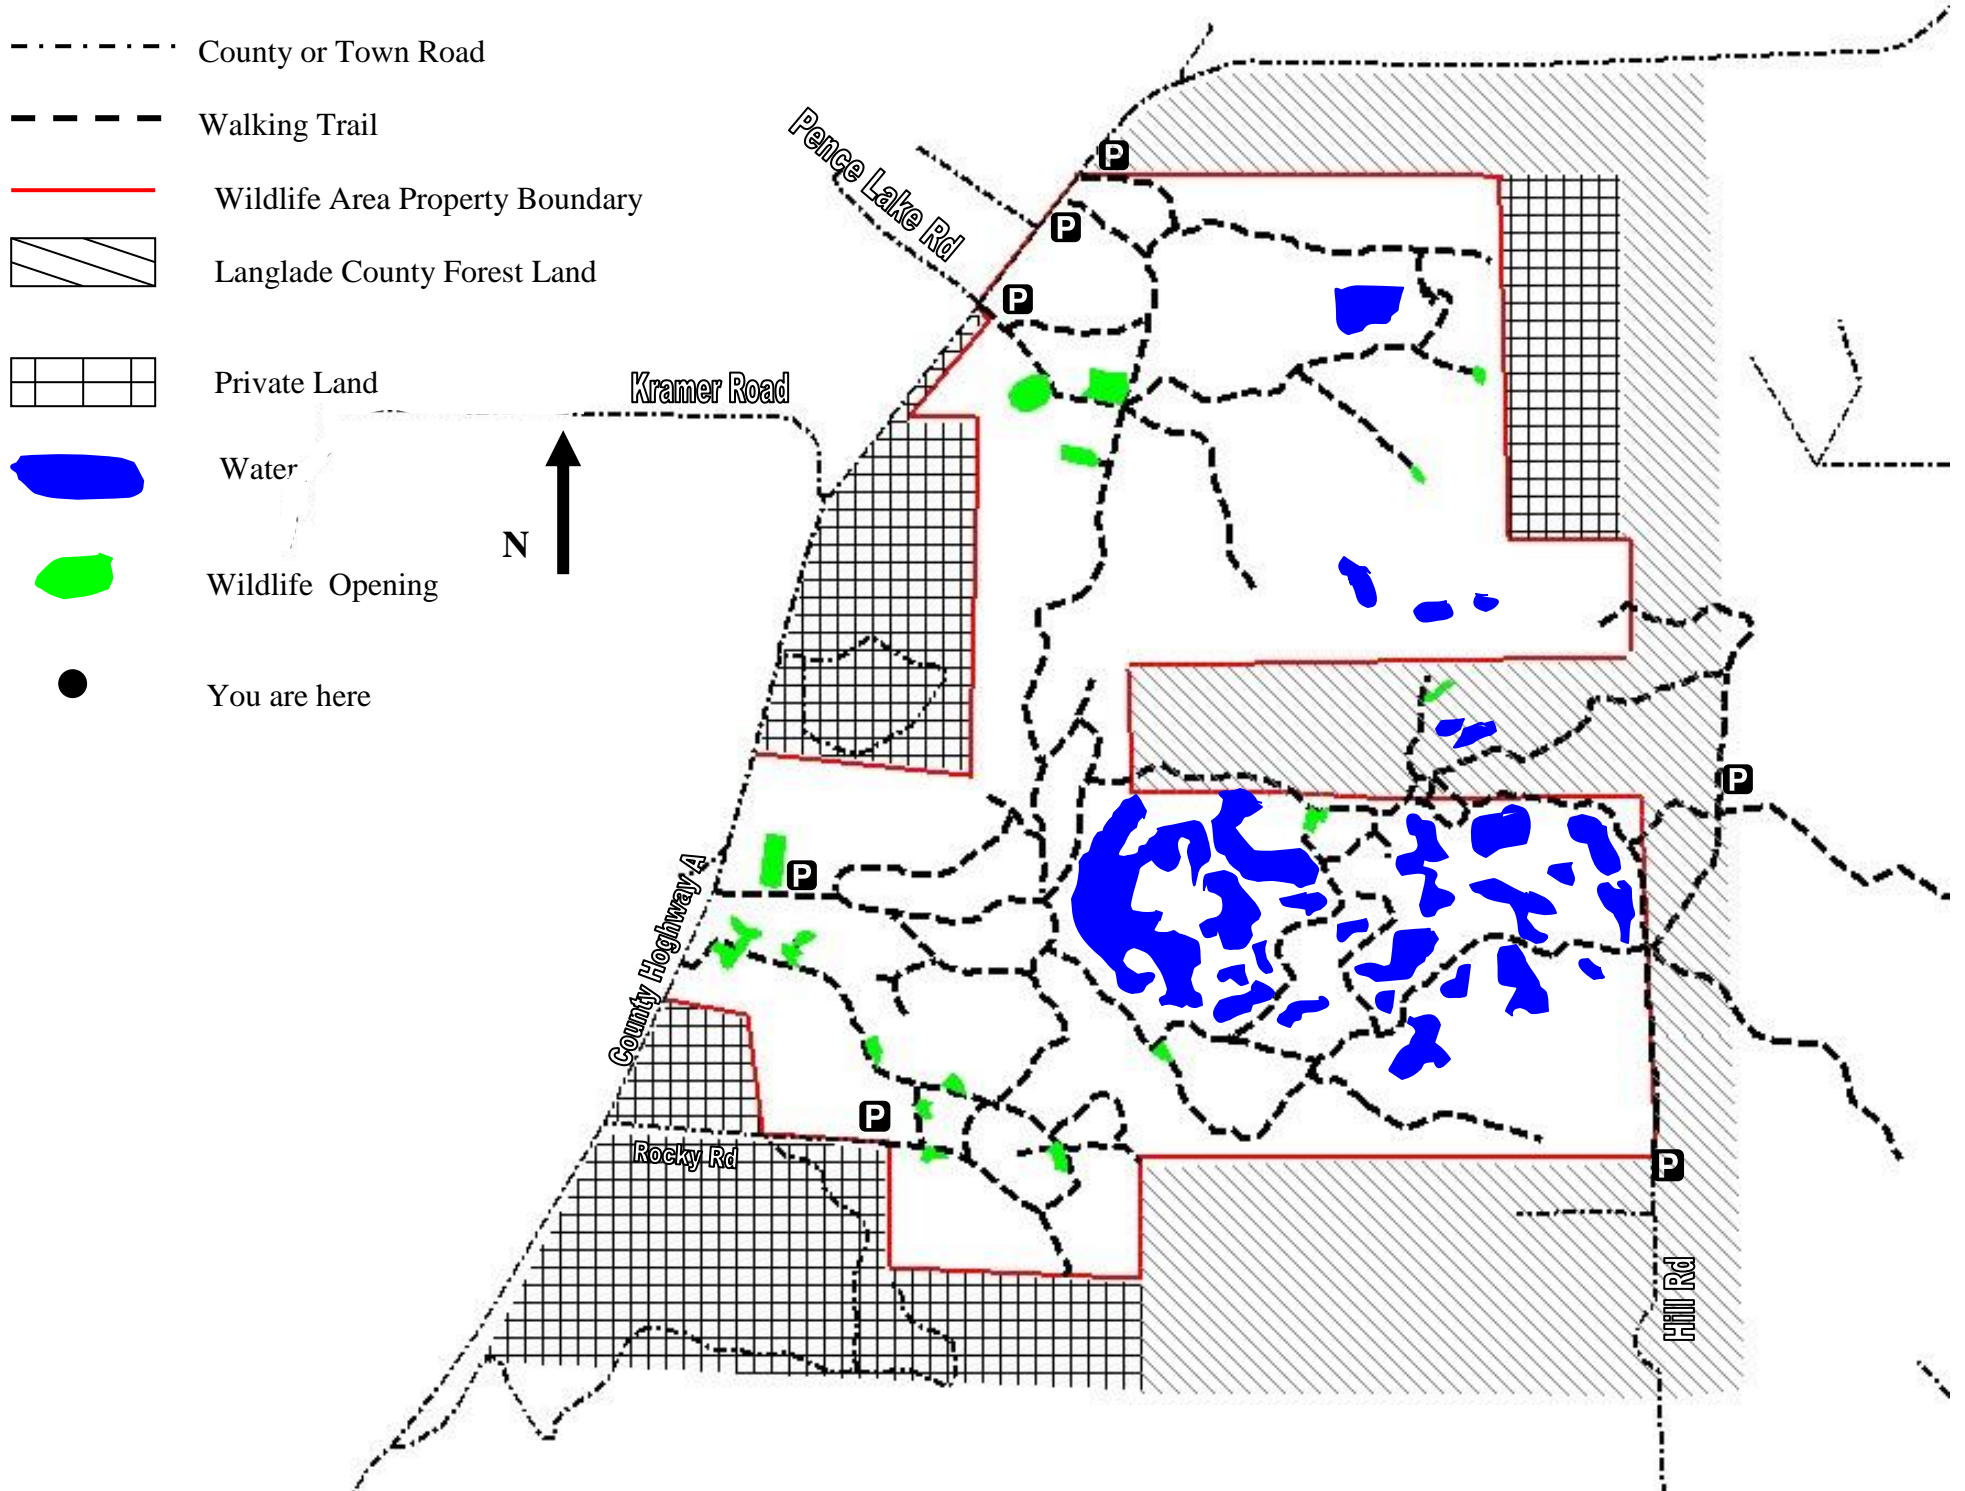 County or Town Road
Walking Trail
Wildlife Area Property Boundary
Langlade County Forest Land
Private Land
Water
Wildlife Opening
You are here
N
Pence Lake Rd
Kramer Road
County Hoghway A
Rocky Rd
Hill Rd
P
P
P
P
P
P
P